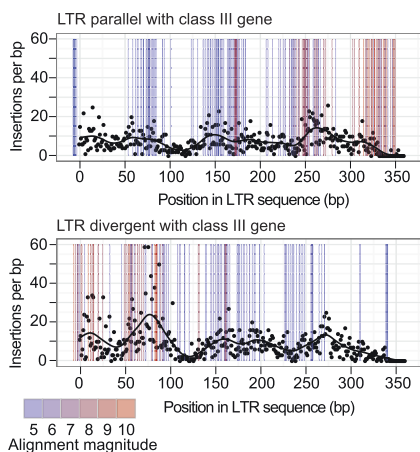 LTR parallel with class III gene
60
40
20
0
Insertions per bp
0 50 100 150 200 250 300 350
Position in LTR sequence (bp)
LTR divergent with class III gene
60
40
20
0
Insertions per bp
0 50 100 150 200 250 300 350
Position in LTR sequence (bp)
5 6 7 8 9 10
Alignment magnitude